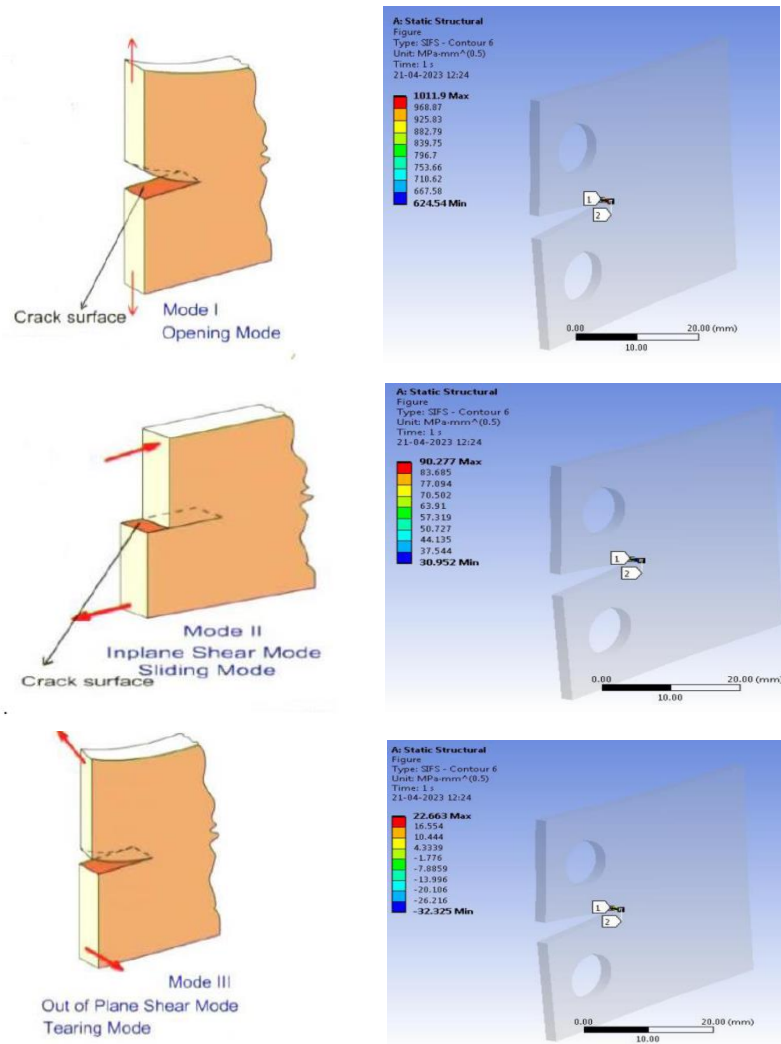 Crack surface
Mode I
Opening Mode
A: Static Structural
Figure
Type: SIFS - Contour 6
Unit: MPa·mm^(0.5)
Time: 1 s
21-04-2023 12:24
1011.9 Max
968.87
925.83
882.79
839.75
796.7
753.66
710.62
667.58
624.54 Min
1
2
0.00
20.00 (mm)
10.00
Mode II
Inplane Shear Mode
Sliding Mode
Crack surface
.
A: Static Structural
Figure
Type: SIFS - Contour 6
Unit: MPa·mm^(0.5)
Time: 1 s
21-04-2023 12:24
90.277 Max
83.685
77.094
70.502
63.91
57.319
50.727
44.135
37.544
30.952 Min
1
2
0.00
20.00 (mm)
10.00
Mode III
Out of Plane Shear Mode
Tearing Mode
A: Static Structural
Figure
Type: SIFS - Contour 6
Unit: MPa·mm^(0.5)
Time: 1 s
21-04-2023 12:24
22.663 Max
16.554
10.444
4.3339
-1.776
-7.8859
-13.996
-20.106
-26.216
-32.325 Min
1
2
0.00
20.00 (mm)
10.00